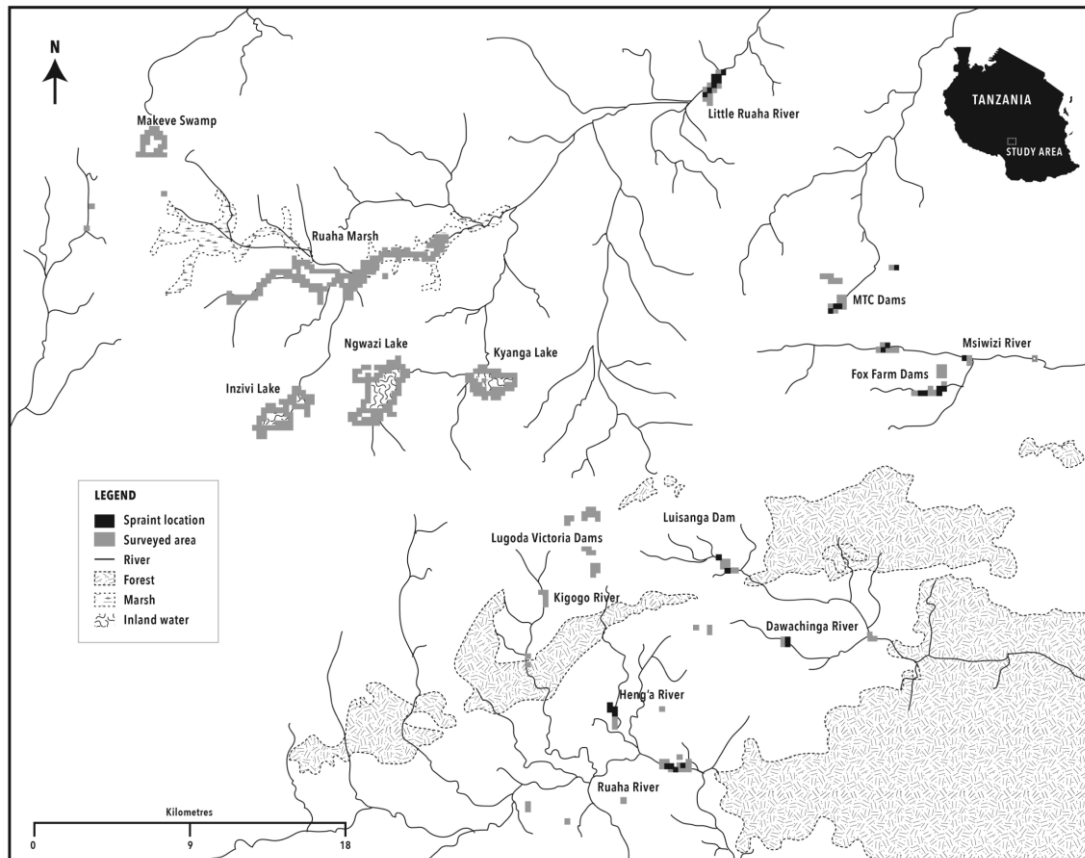 N
Makeve Swamp
Little Ruaha River
TANZANIA
STUDY AREA
Ruaha Marsh
MTC Dams
Ngwazi Lake
Kyanga Lake
Msiwizi River
Inzivi Lake
Fox Farm Dams
LEGEND
Spraint location
Surveyed area
River
Forest
Marsh
Inland water
Lugoda Victoria Dams
Luisanga Dam
Kigogo River
Dawachinga River
Heng'a River
Ruaha River
Kilometres
0 9 18